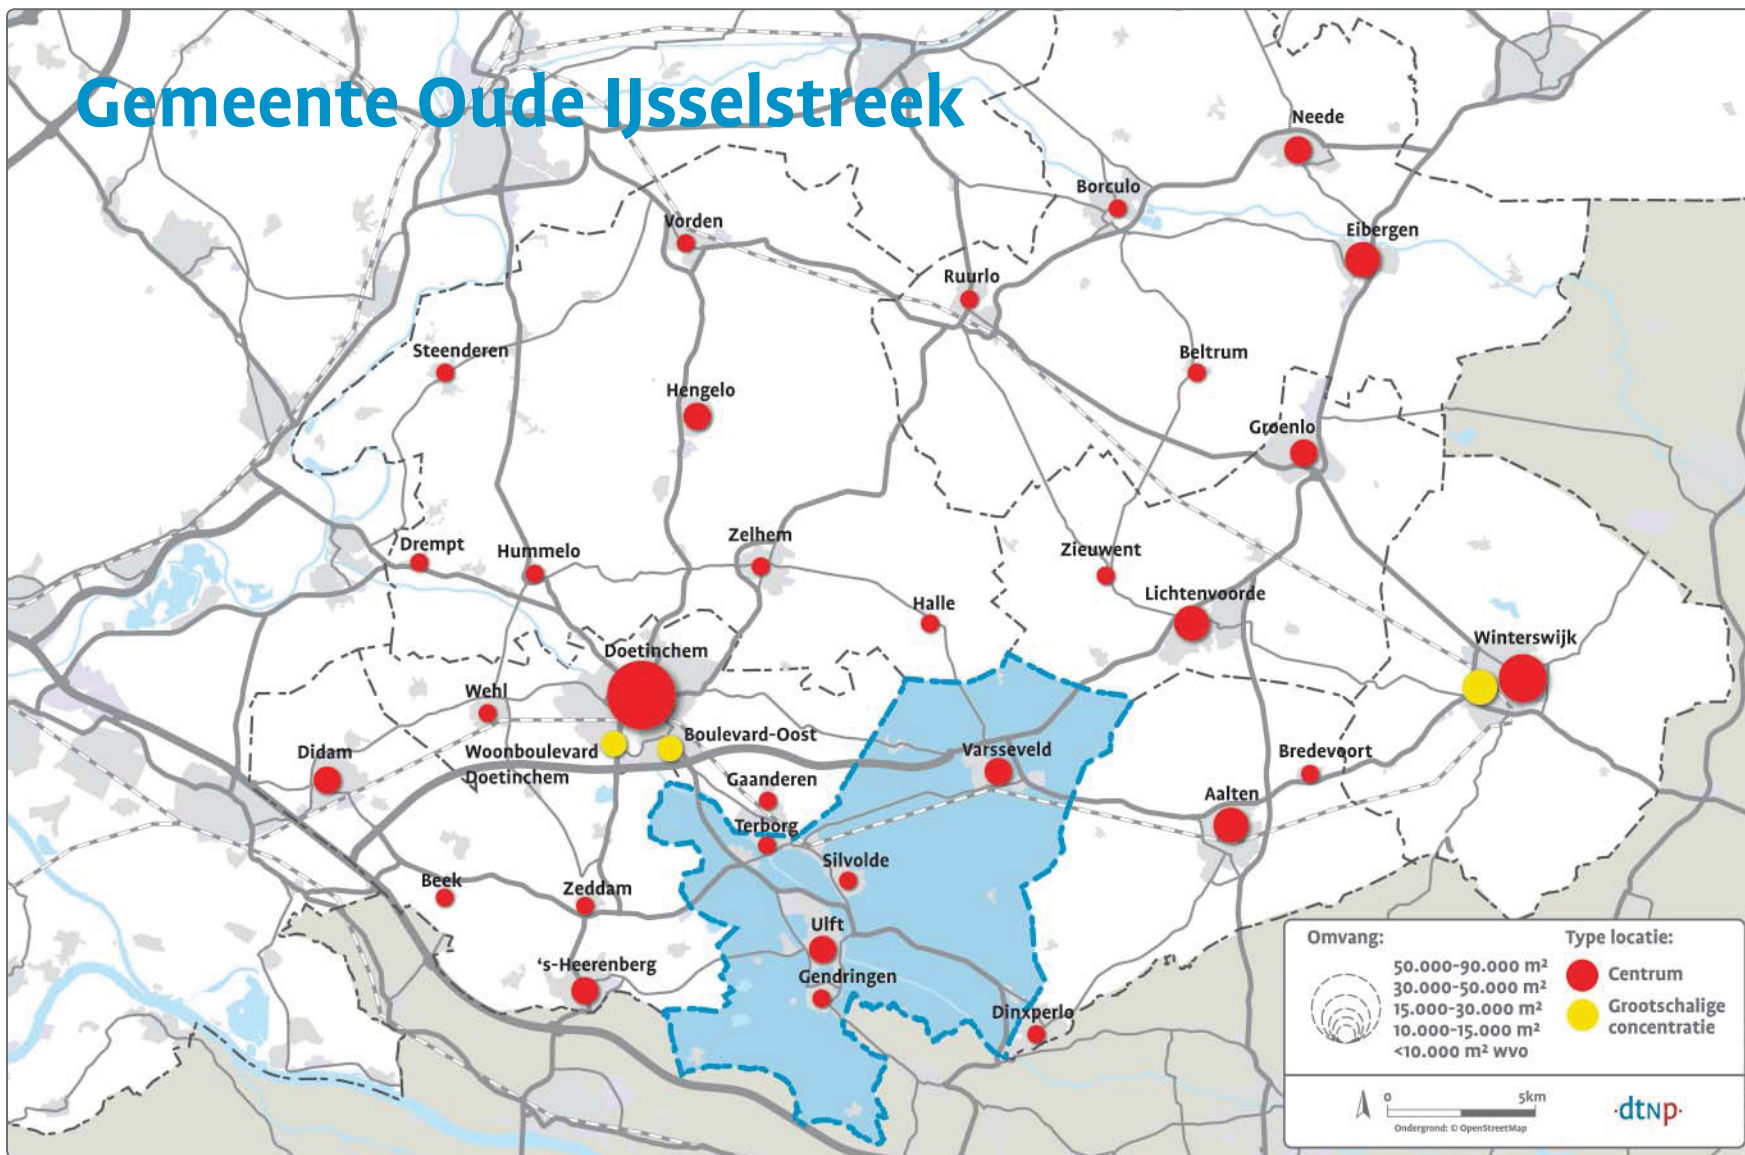 Gemeente Oude IJsselstreek
Neede
Borculo
Vorden
Eibergen
Ruurlo
Steenderen
Beltrum
Hengelo
Groenlo
Drempt
Hummelo
Zelhem
Zieuwent
Lichtenvoorde
Halle
Winterswijk
Doetinchem
Wehl
Didam
Woonboulevard
Doetinchem
Boulevard-Oost
Varsseveld
Bredevoort
Gaanderen
Aalten
Terborg
Silvolde
Beek
Zeddam
Ulft
's-Heerenberg
Gendringen
Dinxperlo
Omvang:
50.000-90.000 m²
30.000-50.000 m²
15.000-30.000 m²
10.000-15.000 m²
<10.000 m² wvo
Type locatie:
Centrum
Grootschalige
concentratie
0 5km
Ondergrond: © OpenStreetMap
·dtNp·